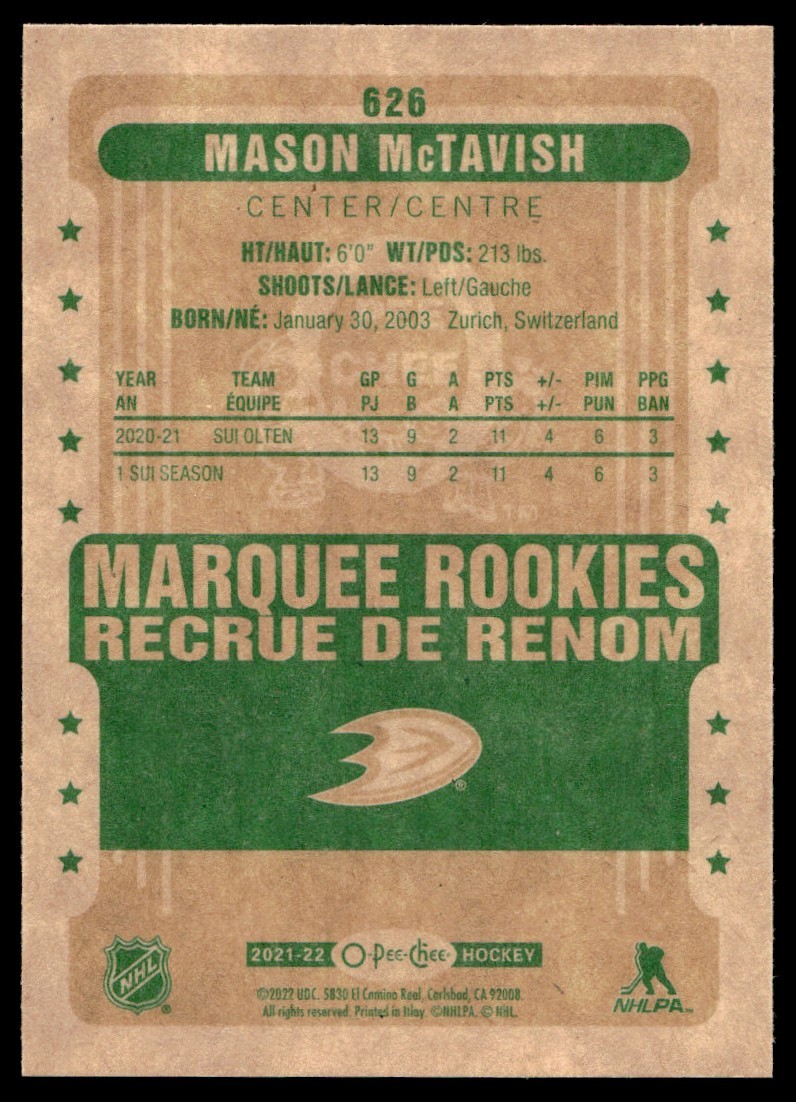 626
MASON McTAVISH
CENTER/CENTRE
HT/HAUT: 6'0" WT/PDS: 213 lbs.
SHOOTS/LANCE: Left/Gauche
BORN/NÉ: January 30, 2003 Zurich, Switzerland
YEAR TEAM GP G A PTS +/- PIM PPG
AN ÉQUIPE PJ B A PTS +/- PUN BAN
2020-21 SUI OLTEN 13 9 2 11 4 6 3
1 SUI SEASON 13 9 2 11 4 6 3
MARQUEE ROOKIES
RECRUE DE RENOM
®
NHL ®
2021-22 O-Pee-Chee HOCKEY
NHLPA™
©2022 UDC. 5830 El Camino Real, Carlsbad, CA 92008.
All rights reserved. Printed in Italy. ©NHLPA. © NHL.